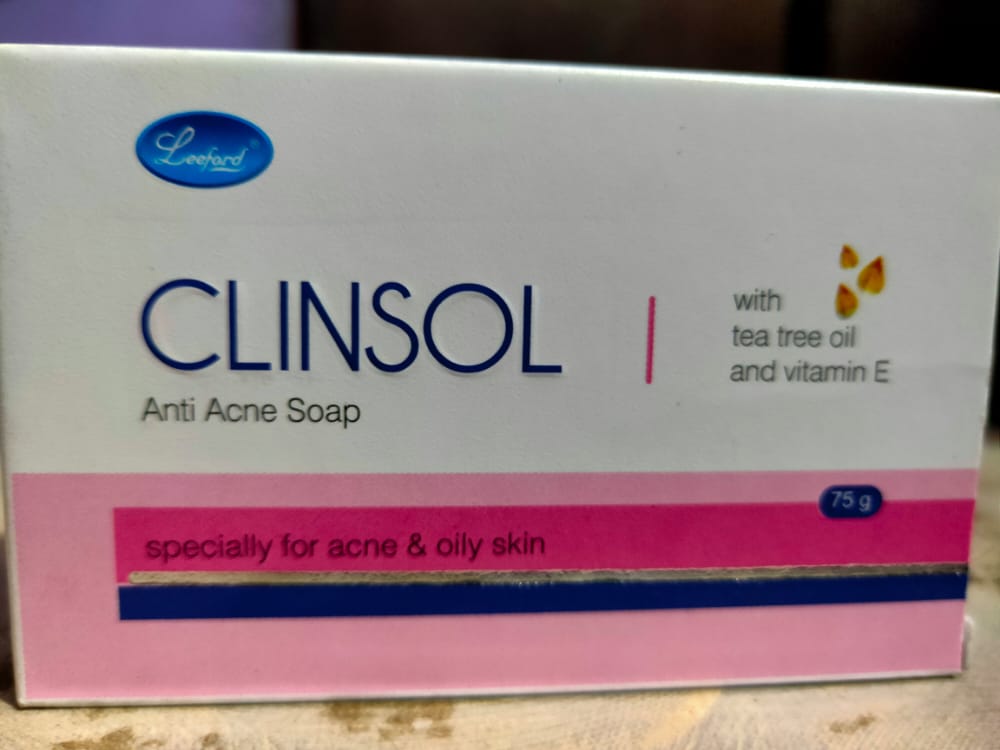 Leeford
CLINSOL
Anti Acne Soap
with
tea tree oil
and vitamin E
75 g
specially for acne & oily skin